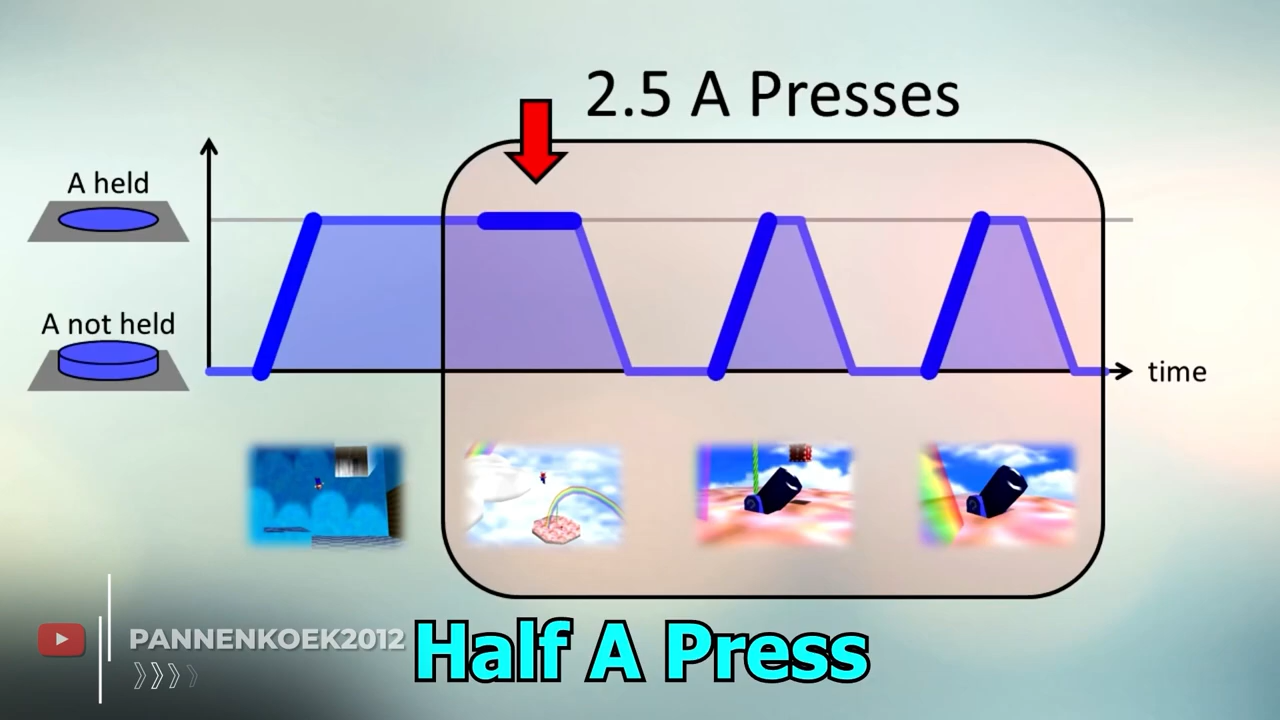 2.5 A Presses
A held
A not held
time
PANNENKOEK2012
Half A Press